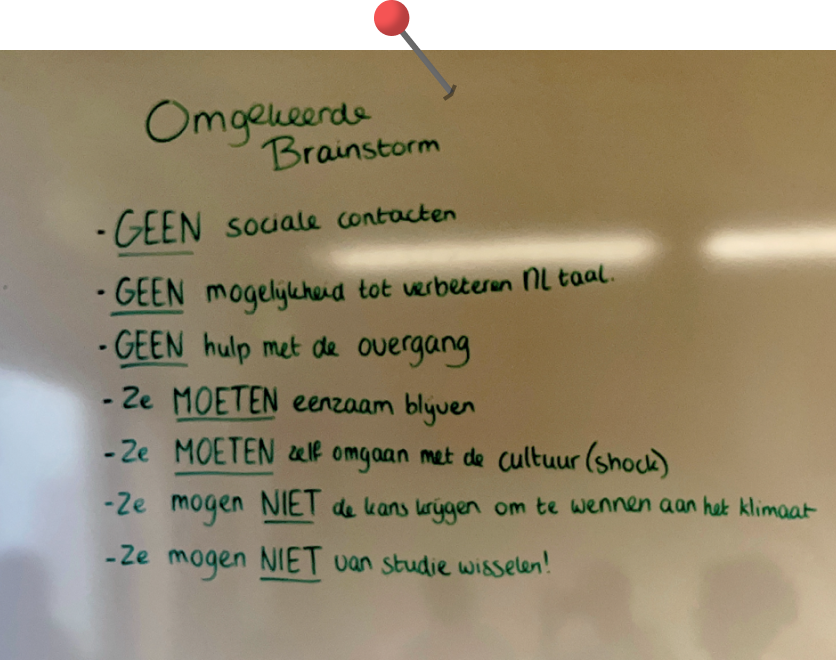 Omgekeerde
Brainstorm
- GEEN sociale contacten
- GEEN mogelijkheid tot verbeteren Nl taal.
- GEEN hulp met de overgang
- Ze MOETEN eenzaam blijven
- Ze MOETEN zelf omgaan met de cultuur (shock)
- Ze mogen NIET de kans krijgen om te wennen aan het klimaat
- Ze mogen NIET van studie wisselen!